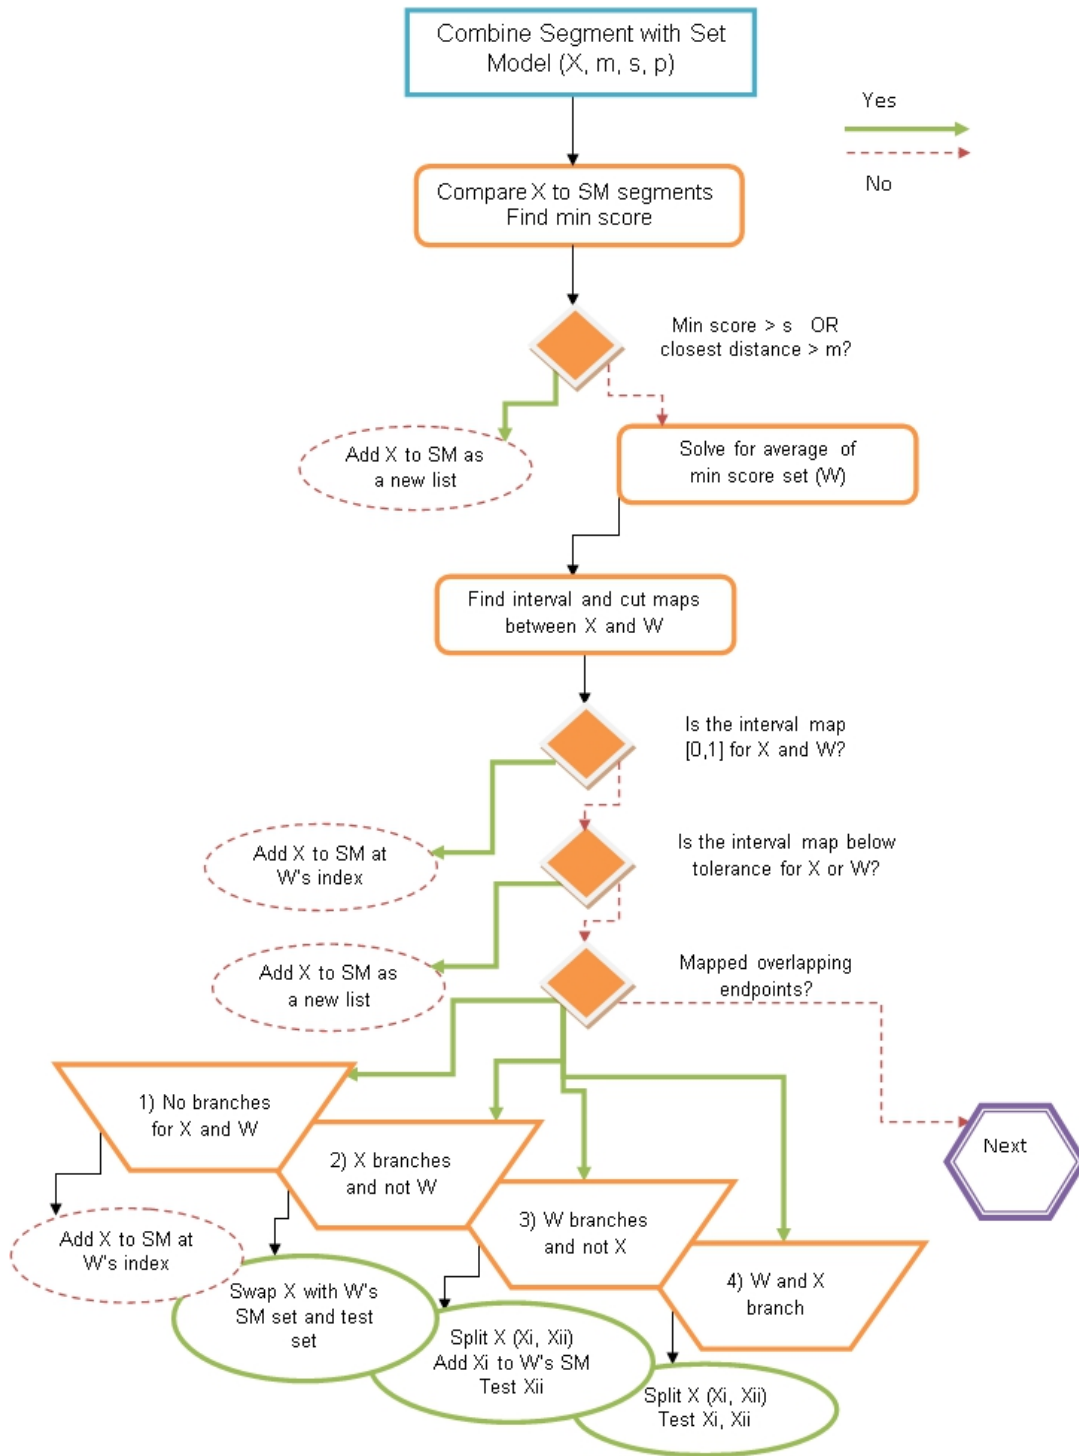 Combine Segment with Set
Model (X, m, s, p)
Yes
No
Compare X to SM segments
Find min score
Min score > s OR
closest distance > m?
Add X to SM as
a new list
Solve for average of
min score set (W)
Find interval and cut maps
between X and W
Is the interval map
[0,1] for X and W?
Add X to SM at
W's index
Is the interval map below
tolerance for X or W?
Add X to SM as
a new list
Mapped overlapping
endpoints?
1) No branches
for X and W
2) X branches
and not W
3) W branches
and not X
4) W and X
branch
Next
Add X to SM at
W's index
Swap X with W's
SM set and test
set
Split X (Xi, Xii)
Add Xi to W's SM
Test Xii
Split X (Xi, Xii)
Test Xi, Xii